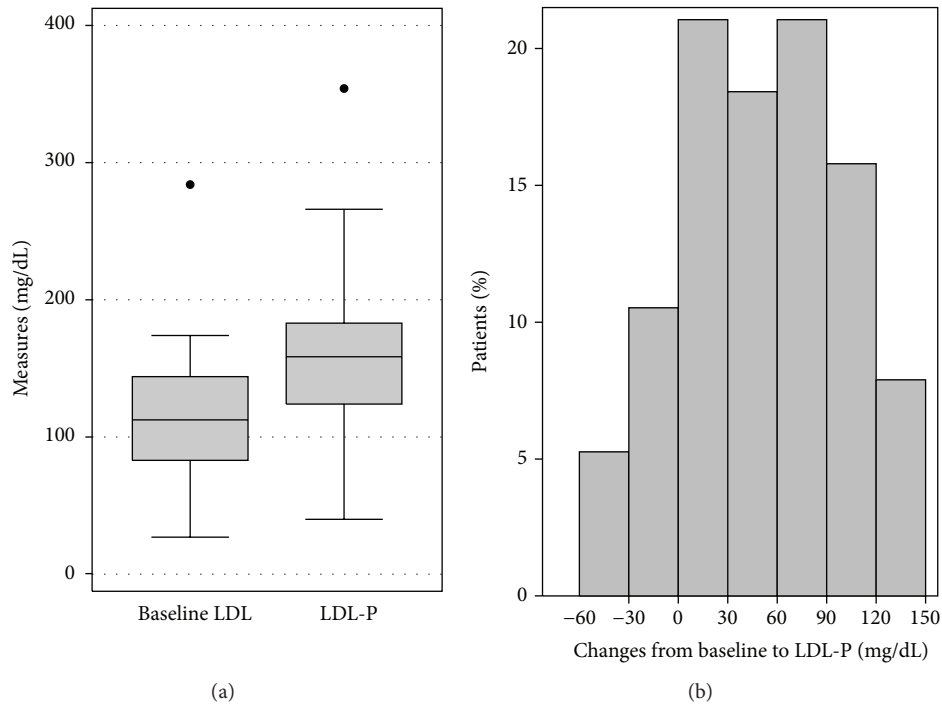 400
300
200
100
0
Measures (mg/dL)
Baseline LDL
LDL-P
(a)
20
15
10
5
0
Patients (%)
−60
−30
0
30
60
90
120
150
Changes from baseline to LDL-P (mg/dL)
(b)